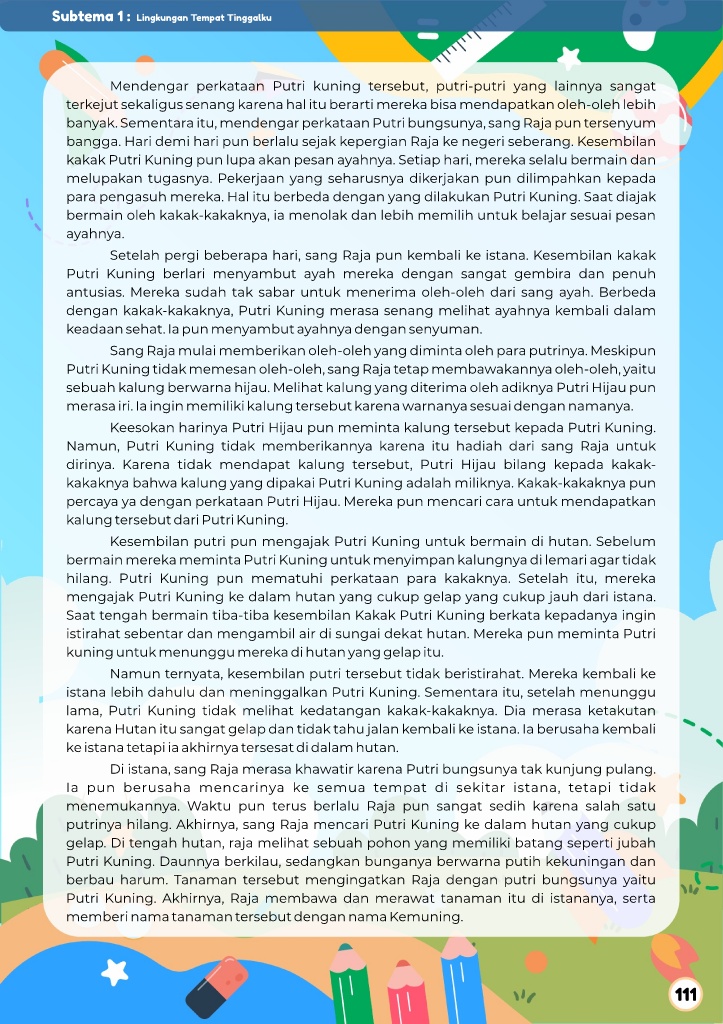 Subtema 1 : Lingkungan Tempat Tinggalku
Mendengar perkataan Putri kuning tersebut, putri-putri yang lainnya sangat
terkejut sekaligus senang karena hal itu berarti mereka bisa mendapatkan oleh-oleh lebih
banyak. Sementara itu, mendengar perkataan Putri bungsunya, sang Raja pun tersenyum
bangga. Hari demi hari pun berlalu sejak kepergian Raja ke negeri seberang. Kesembilan
kakak Putri Kuning pun lupa akan pesan ayahnya. Setiap hari, mereka selalu bermain dan
melupakan tugasnya. Pekerjaan yang seharusnya dikerjakan pun dilimpahkan kepada
para pengasuh mereka. Hal itu berbeda dengan yang dilakukan Putri Kuning. Saat diajak
bermain oleh kakak-kakaknya, ia menolak dan lebih memilih untuk belajar sesuai pesan
ayahnya.
Setelah pergi beberapa hari, sang Raja pun kembali ke istana. Kesembilan kakak
Putri Kuning berlari menyambut ayah mereka dengan sangat gembira dan penuh
antusias. Mereka sudah tak sabar untuk menerima oleh-oleh dari sang ayah. Berbeda
dengan kakak-kakaknya, Putri Kuning merasa senang melihat ayahnya kembali dalam
keadaan sehat. Ia pun menyambut ayahnya dengan senyuman.
Sang Raja mulai memberikan oleh-oleh yang diminta oleh para putrinya. Meskipun
Putri Kuning tidak memesan oleh-oleh, sang Raja tetap membawakannya oleh-oleh, yaitu
sebuah kalung berwarna hijau. Melihat kalung yang diterima oleh adiknya Putri Hijau pun
merasa iri. Ia ingin memiliki kalung tersebut karena warnanya sesuai dengan namanya.
Keesokan harinya Putri Hijau pun meminta kalung tersebut kepada Putri Kuning.
Namun, Putri Kuning tidak memberikannya karena itu hadiah dari sang Raja untuk
dirinya. Karena tidak mendapat kalung tersebut, Putri Hijau bilang kepada kakak-
kakaknya bahwa kalung yang dipakai Putri Kuning adalah miliknya. Kakak-kakaknya pun
percaya ya dengan perkataan Putri Hijau. Mereka pun mencari cara untuk mendapatkan
kalung tersebut dari Putri Kuning.
Kesembilan putri pun mengajak Putri Kuning untuk bermain di hutan. Sebelum
bermain mereka meminta Putri Kuning untuk menyimpan kalungnya di lemari agar tidak
hilang. Putri Kuning pun mematuhi perkataan para kakaknya. Setelah itu, mereka
mengajak Putri Kuning ke dalam hutan yang cukup gelap yang cukup jauh dari istana.
Saat tengah bermain tiba-tiba kesembilan Kakak Putri Kuning berkata kepadanya ingin
istirahat sebentar dan mengambil air di sungai dekat hutan. Mereka pun meminta Putri
kuning untuk menunggu mereka di hutan yang gelap itu.
Namun ternyata, kesembilan putri tersebut tidak beristirahat. Mereka kembali ke
istana lebih dahulu dan meninggalkan Putri Kuning. Sementara itu, setelah menunggu
lama, Putri Kuning tidak melihat kedatangan kakak-kakaknya. Dia merasa ketakutan
karena Hutan itu sangat gelap dan tidak tahu jalan kembali ke istana. Ia berusaha kembali
ke istana tetapi ia akhirnya tersesat di dalam hutan.
Di istana, sang Raja merasa khawatir karena Putri bungsunya tak kunjung pulang.
Ia pun berusaha mencarinya ke semua tempat di sekitar istana, tetapi tidak
menemukannya. Waktu pun terus berlalu Raja pun sangat sedih karena salah satu
putrinya hilang. Akhirnya, sang Raja mencari Putri Kuning ke dalam hutan yang cukup
gelap. Di tengah hutan, raja melihat sebuah pohon yang memiliki batang seperti jubah
Putri Kuning. Daunnya berkilau, sedangkan bunganya berwarna putih kekuningan dan
berbau harum. Tanaman tersebut mengingatkan Raja dengan putri bungsunya yaitu
Putri Kuning. Akhirnya, Raja membawa dan merawat tanaman itu di istananya, serta
memberi nama tanaman tersebut dengan nama Kemuning.
111